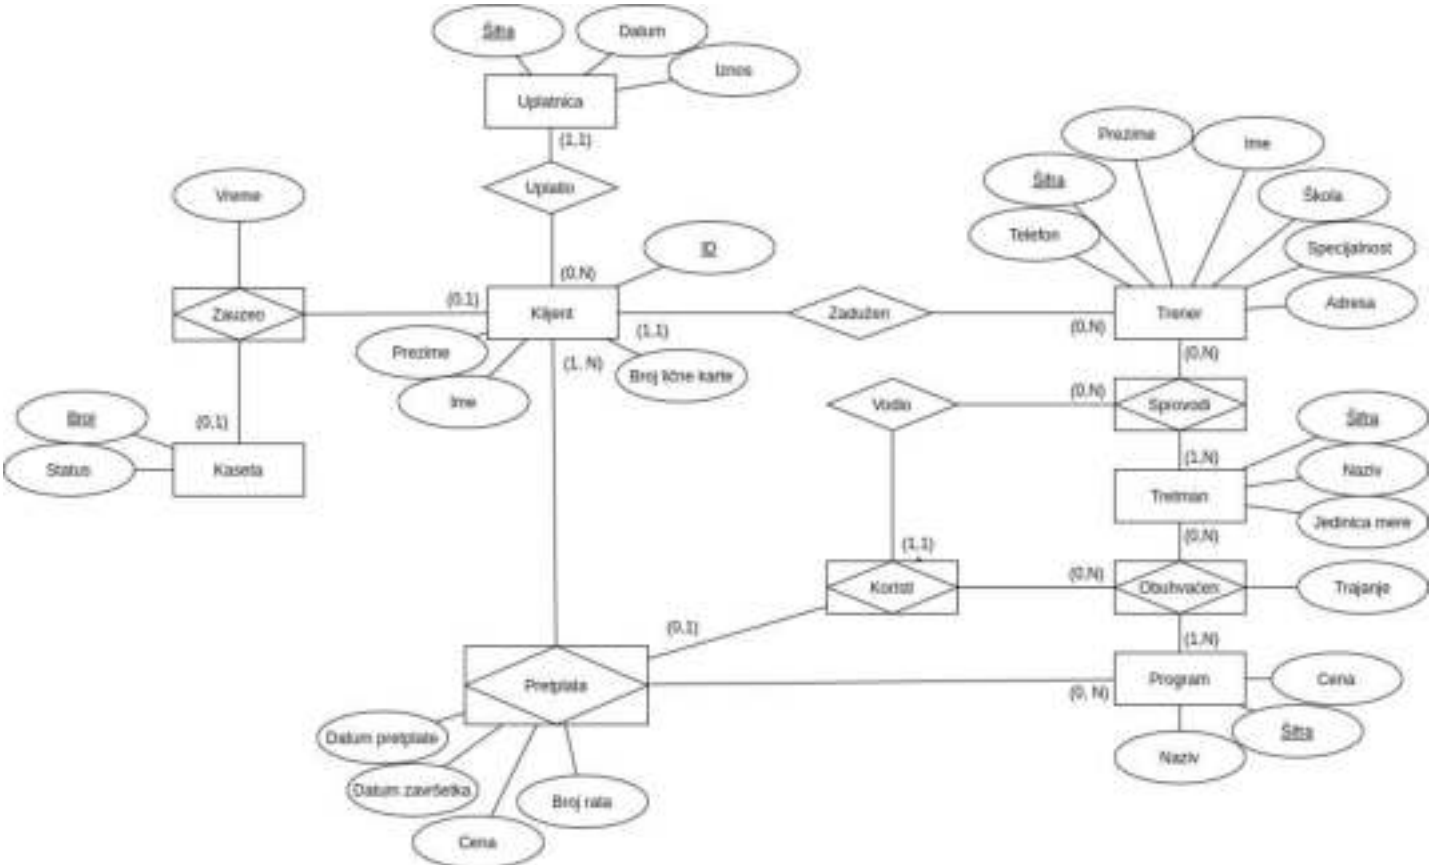 Šifra
Datum
Iznos
Uplatnica
(1,1)
Uplatio
(0,N)
Vreme
Zauzeo
(0,1)
Klijent
ID
Prezime
Ime
Broj lične karte
(1,1)
(1, N)
Zadužen
(0,N)
Trener
Telefon
Šifra
Prezime
Ime
Škola
Specijalnost
Adresa
(0,N)
Vodio
(0,N)
Sprovodi
(1,N)
Broj
Status
(0,1)
Kaseta
Tretman
Šifra
Naziv
Jedinica mere
(0,N)
(1,1)
Koristi
(0,N)
Obuhvaćen
Trajanje
(0,1)
(1,N)
Pretplata
(0, N)
Program
Cena
Šifra
Naziv
Datum pretplate
Datum završetka
Cena
Broj rata